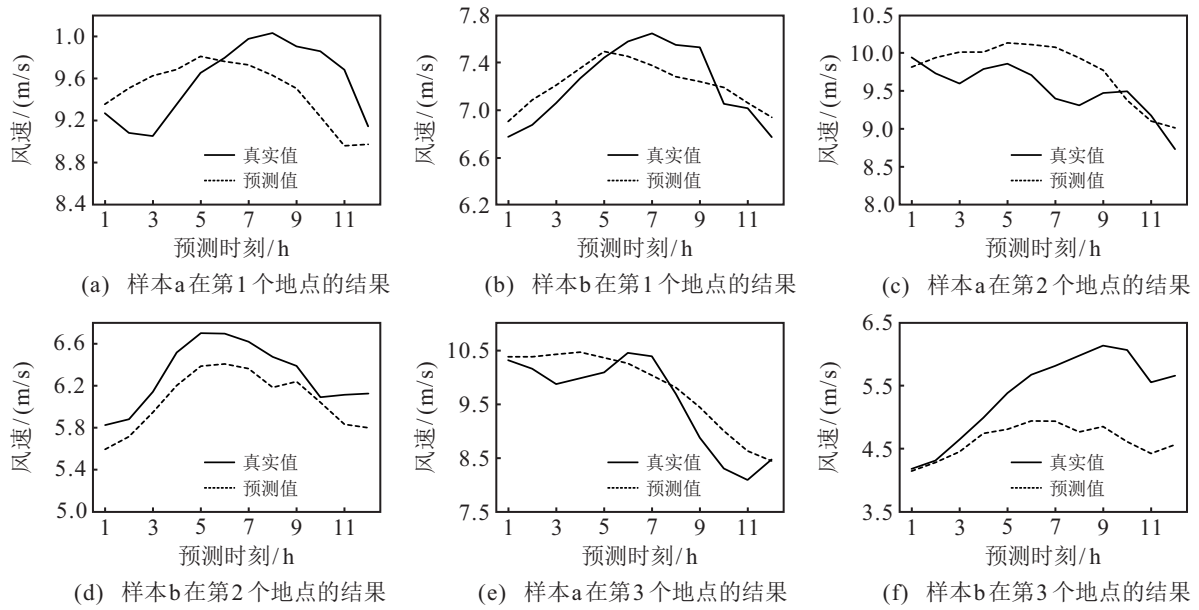 1.0
9.6
9.2
8.8
8.4
风速/(m/s)
真实值
预测值
1 3 5 7 9 11
预测时刻/h
(a) 样本a在第1个地点的结果
7.8
7.4
7.0
6.6
6.2
风速/(m/s)
真实值
预测值
1 3 5 7 9 11
预测时刻/h
(b) 样本b在第1个地点的结果
10.5
10.0
9.5
9.0
8.5
8.0
风速/(m/s)
真实值
预测值
1 3 5 7 9 11
预测时刻/h
(c) 样本a在第2个地点的结果
6.6
6.2
5.8
5.4
5.0
风速/(m/s)
真实值
预测值
1 3 5 7 9 11
预测时刻/h
(d) 样本b在第2个地点的结果
10.5
9.5
8.5
7.5
风速/(m/s)
真实值
预测值
1 3 5 7 9 11
预测时刻/h
(e) 样本a在第3个地点的结果
6.5
5.5
4.5
3.5
风速/(m/s)
真实值
预测值
1 3 5 7 9 11
预测时刻/h
(f) 样本b在第3个地点的结果